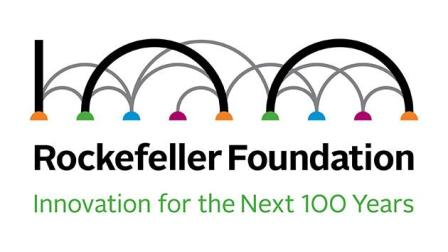 Rockefeller Foundation
Innovation for the Next 100 Years